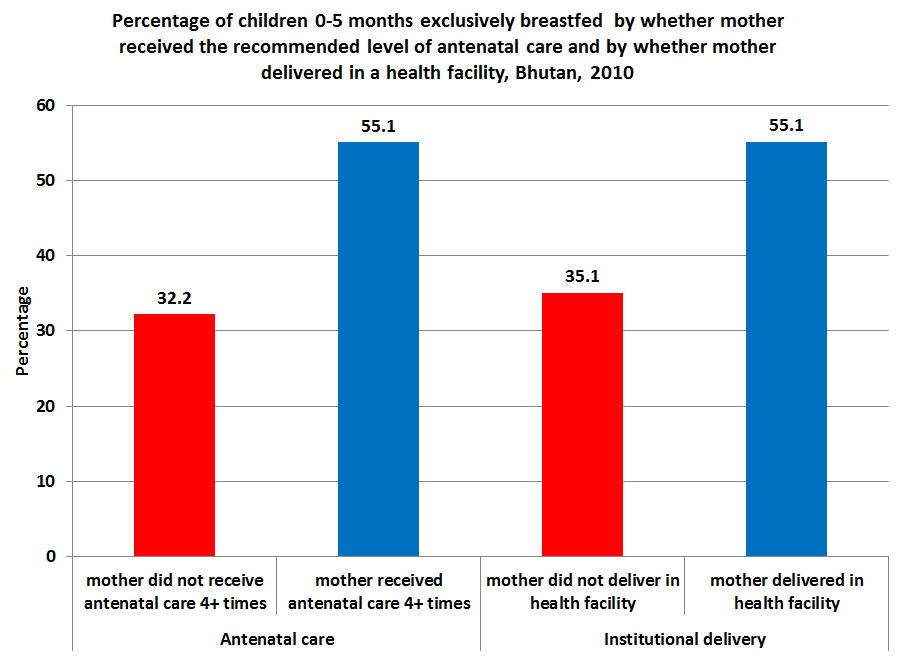 Percentage of children 0-5 months exclusively breastfed by whether mother
received the recommended level of antenatal care and by whether mother
delivered in a health facility, Bhutan, 2010
60
50
40
30
20
10
0
Percentage
32.2
55.1
35.1
55.1
mother did not receive
antenatal care 4+ times
mother received
antenatal care 4+ times
mother did not deliver in
health facility
mother delivered in
health facility
Antenatal care
Institutional delivery